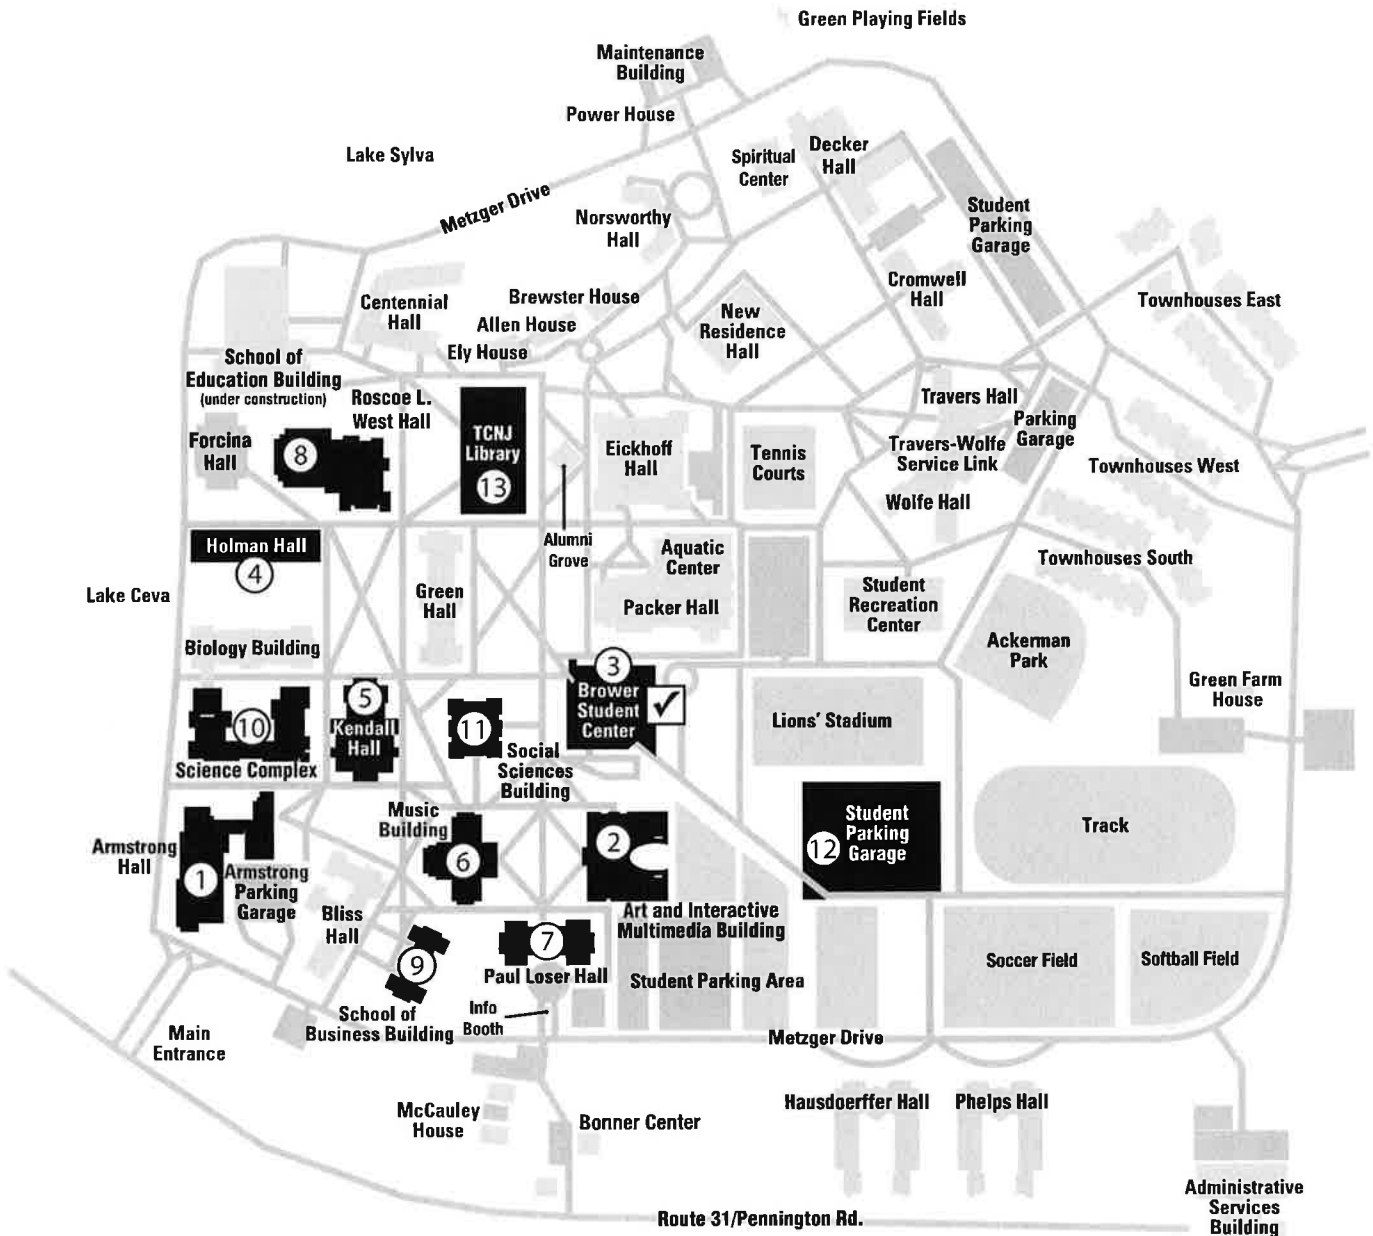 Green Playing Fields
Maintenance
Building
Power House
Lake Sylva
Metzger Drive
Spiritual
Center
Decker
Hall
Student
Parking
Garage
Norsworthy
Hall
Cromwell
Hall
Townhouses East
Centennial
Hall
Brewster House
Allen House
Ely House
New
Residence
Hall
School of
Education Building
(under construction)
Roscoe L.
West Hall
Travers Hall
Parking
Garage
Forcina
Hall
8
TCNJ
Library
13
Eickhoff
Hall
Tennis
Courts
Travers-Wolfe
Service Link
Wolfe Hall
Townhouses West
Holman Hall
4
Alumni
Grove
Aquatic
Center
Packer Hall
Townhouses South
Lake Ceva
Green
Hall
Student
Recreation
Center
Ackerman
Park
Biology Building
Green Farm
House
3
Brower
Student
Center
5
Kendall
Hall
10
Science Complex
11
Social
Sciences
Building
Lions' Stadium
Student
Parking
Garage
12
Track
Music
Building
6
2
Armstrong
Hall
1
Armstrong
Parking
Garage
Bliss
Hall
Art and Interactive
Multimedia Building
9
7
Paul Loser Hall
Student Parking Area
Soccer Field
Softball Field
School of
Business Building
Info
Booth
Main
Entrance
Metzger Drive
McCauley
House
Bonner Center
Hausdoerffer Hall
Phelps Hall
Administrative
Services
Building
Route 31/Pennington Rd.